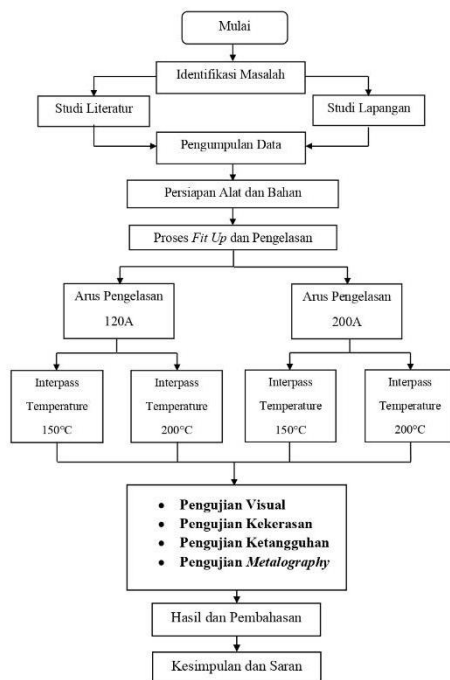 Mulai
Identifikasi Masalah
Studi Literatur
Studi Lapangan
Pengumpulan Data
Persiapan Alat dan Bahan
Proses Fit Up dan Pengelasan
Arus Pengelasan
120A
Arus Pengelasan
200A
Interpass
Temperature
150°C
Interpass
Temperature
200°C
Interpass
Temperature
150°C
Interpass
Temperature
200°C
• Pengujian Visual
• Pengujian Kekerasan
• Pengujian Ketangguhan
• Pengujian Metalography
Hasil dan Pembahasan
Kesimpulan dan Saran